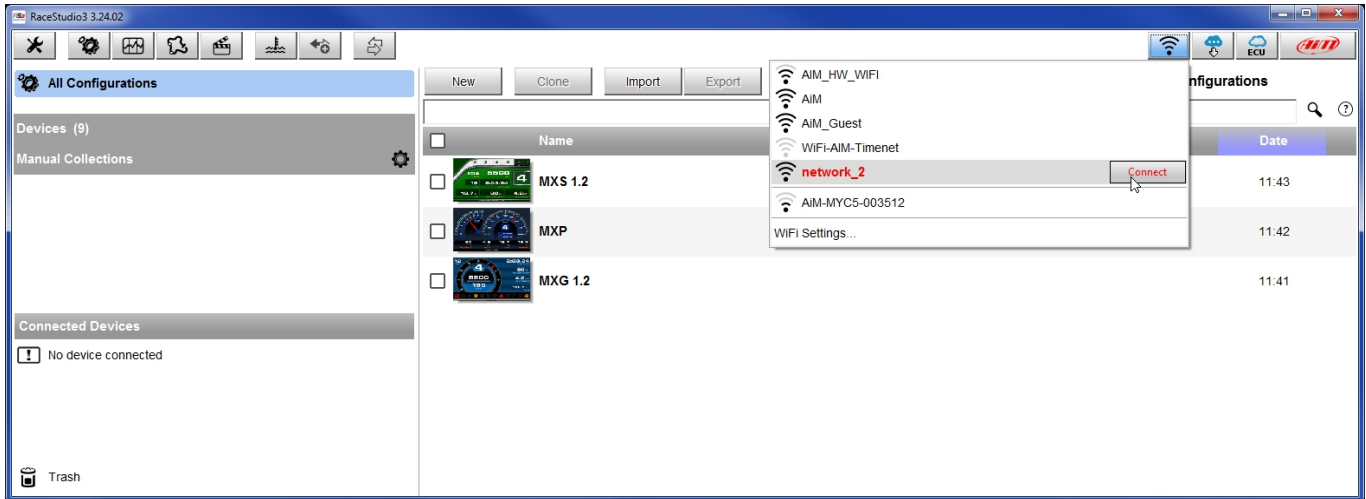 RaceStudio3 3.24.02
ECU
AiM
All Configurations
New
Clone
Import
Export
nfigurations
AIM_HW_WIFI
AiM
AiM_Guest
WiFi-AIM-Timenet
network_2
Connect
AiM-MYC5-003512
WiFi Settings...
Devices (9)
Manual Collections
Name
Date
MXS 1.2
11:43
MXP
11:42
MXG 1.2
11:41
Connected Devices
No device connected
Trash